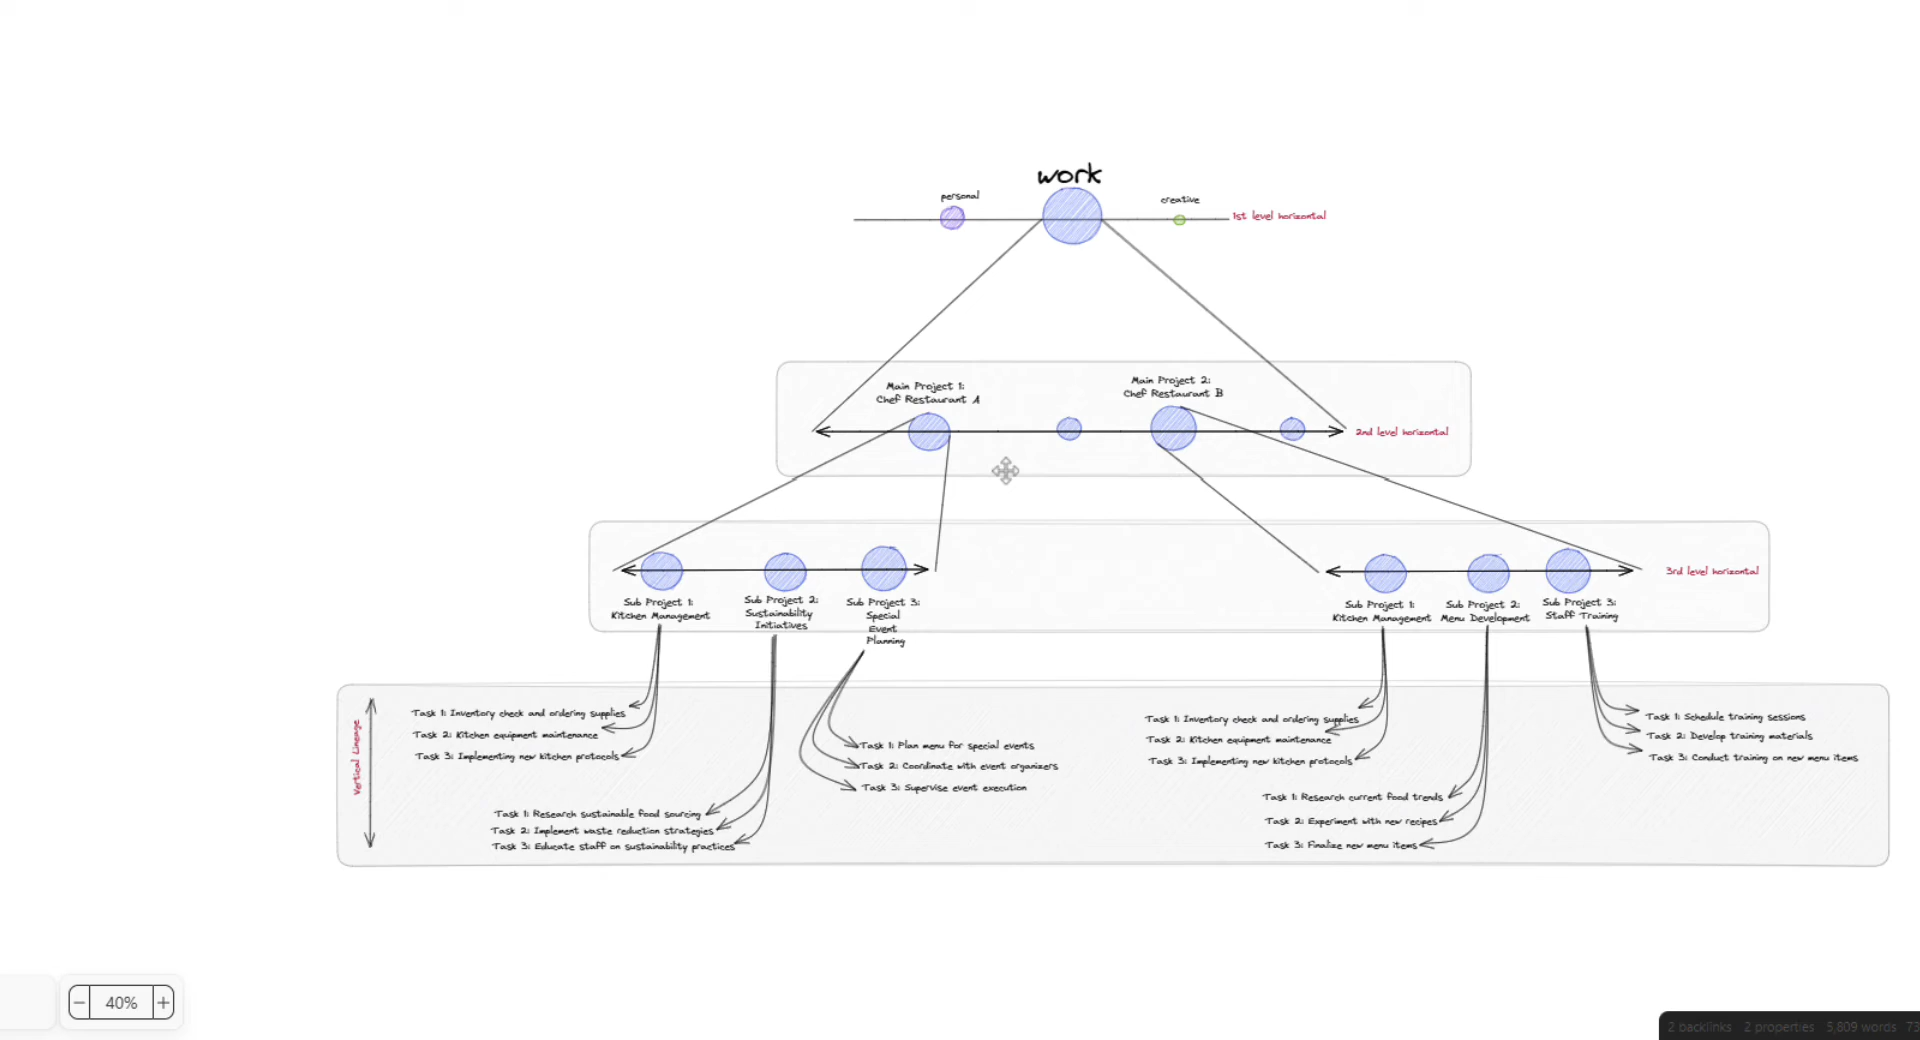 work
personal
creative
1st level horizontal
Main Project 1:
Chef Restaurant A
Main Project 2:
Chef Restaurant B
2nd level horizontal
3rd level horizontal
Sub Project 1:
Kitchen Management
Sub Project 2:
Sustainability
Initiatives
Sub Project 3:
Special
Event
Planning
Sub Project 1:
Kitchen Management
Sub Project 2:
Menu Development
Sub Project 3:
Staff Training
Vertical Lineage
Task 1: Inventory check and ordering supplies
Task 2: Kitchen equipment maintenance
Task 3: Implementing new kitchen protocols
Task 1: Research sustainable food sourcing
Task 2: Implement waste reduction strategies
Task 3: Educate staff on sustainability practices
Task 1: Plan menu for special events
Task 2: Coordinate with event organizers
Task 3: Supervise event execution
Task 1: Inventory check and ordering supplies
Task 2: Kitchen equipment maintenance
Task 3: Implementing new kitchen protocols
Task 1: Research current food trends
Task 2: Experiment with new recipes
Task 3: Finalize new menu items
Task 1: Schedule training sessions
Task 2: Develop training materials
Task 3: Conduct training on new menu items
40%
2 backlinks 2 properties 5,809 words 73